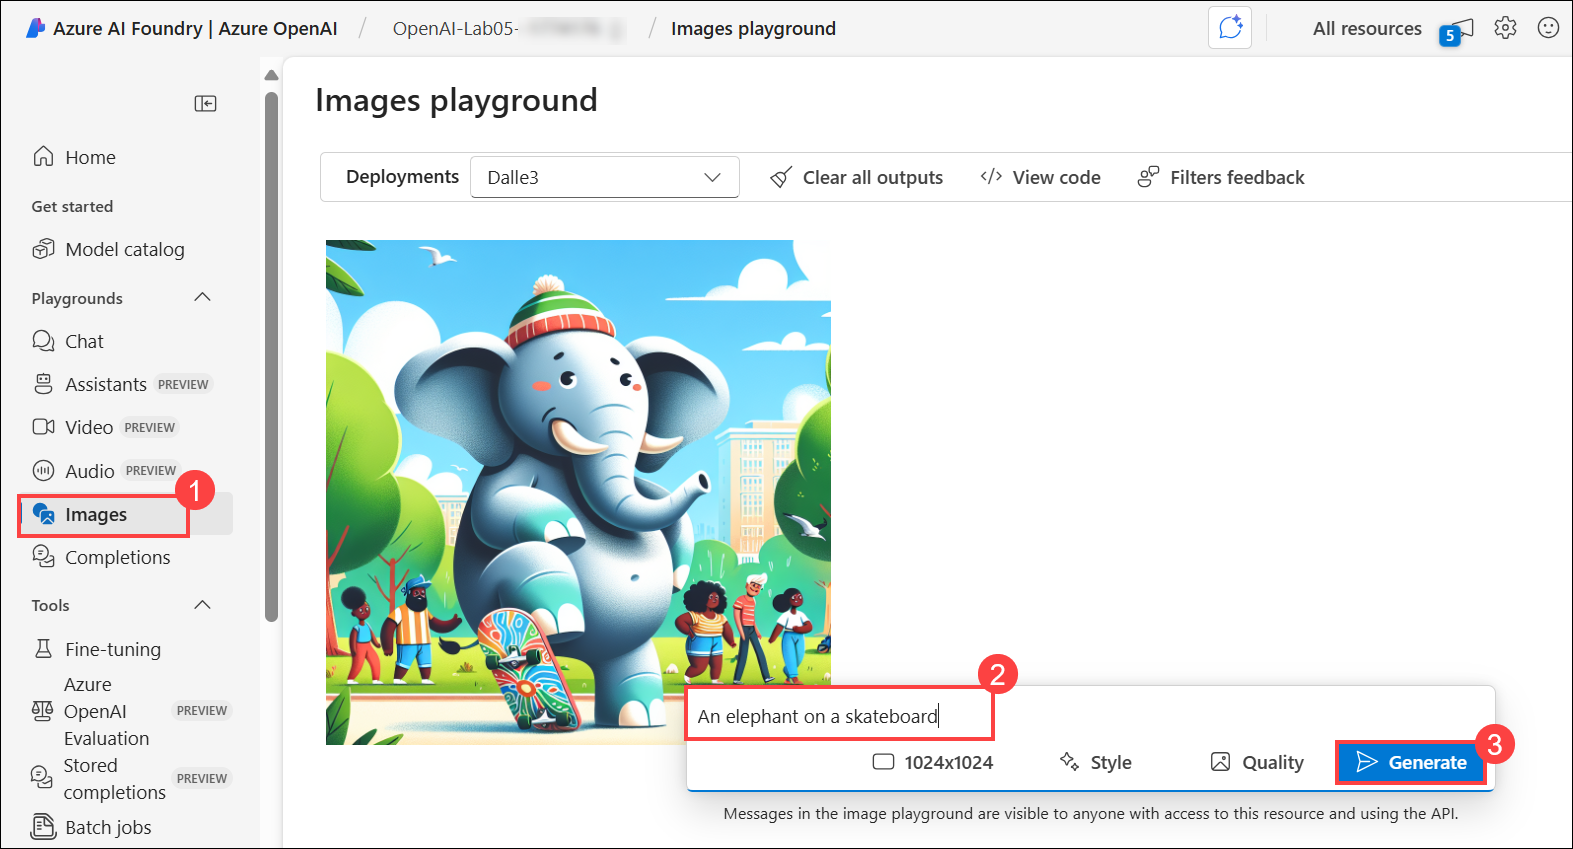 Azure AI Foundry | Azure OpenAI / OpenAI-Lab05- / Images playground
All resources
5
Images playground
Home
Get started
Model catalog
Playgrounds
Chat
Assistants PREVIEW
Video PREVIEW
Audio PREVIEW
1
Images
Completions
Tools
Fine-tuning
Azure
OpenAI PREVIEW
Evaluation
Stored
completions PREVIEW
Batch jobs
Deployments Dalle3 Clear all outputs </> View code Filters feedback
2
An elephant on a skateboard
1024x1024 Style Quality Generate
3
Messages in the image playground are visible to anyone with access to this resource and using the API.